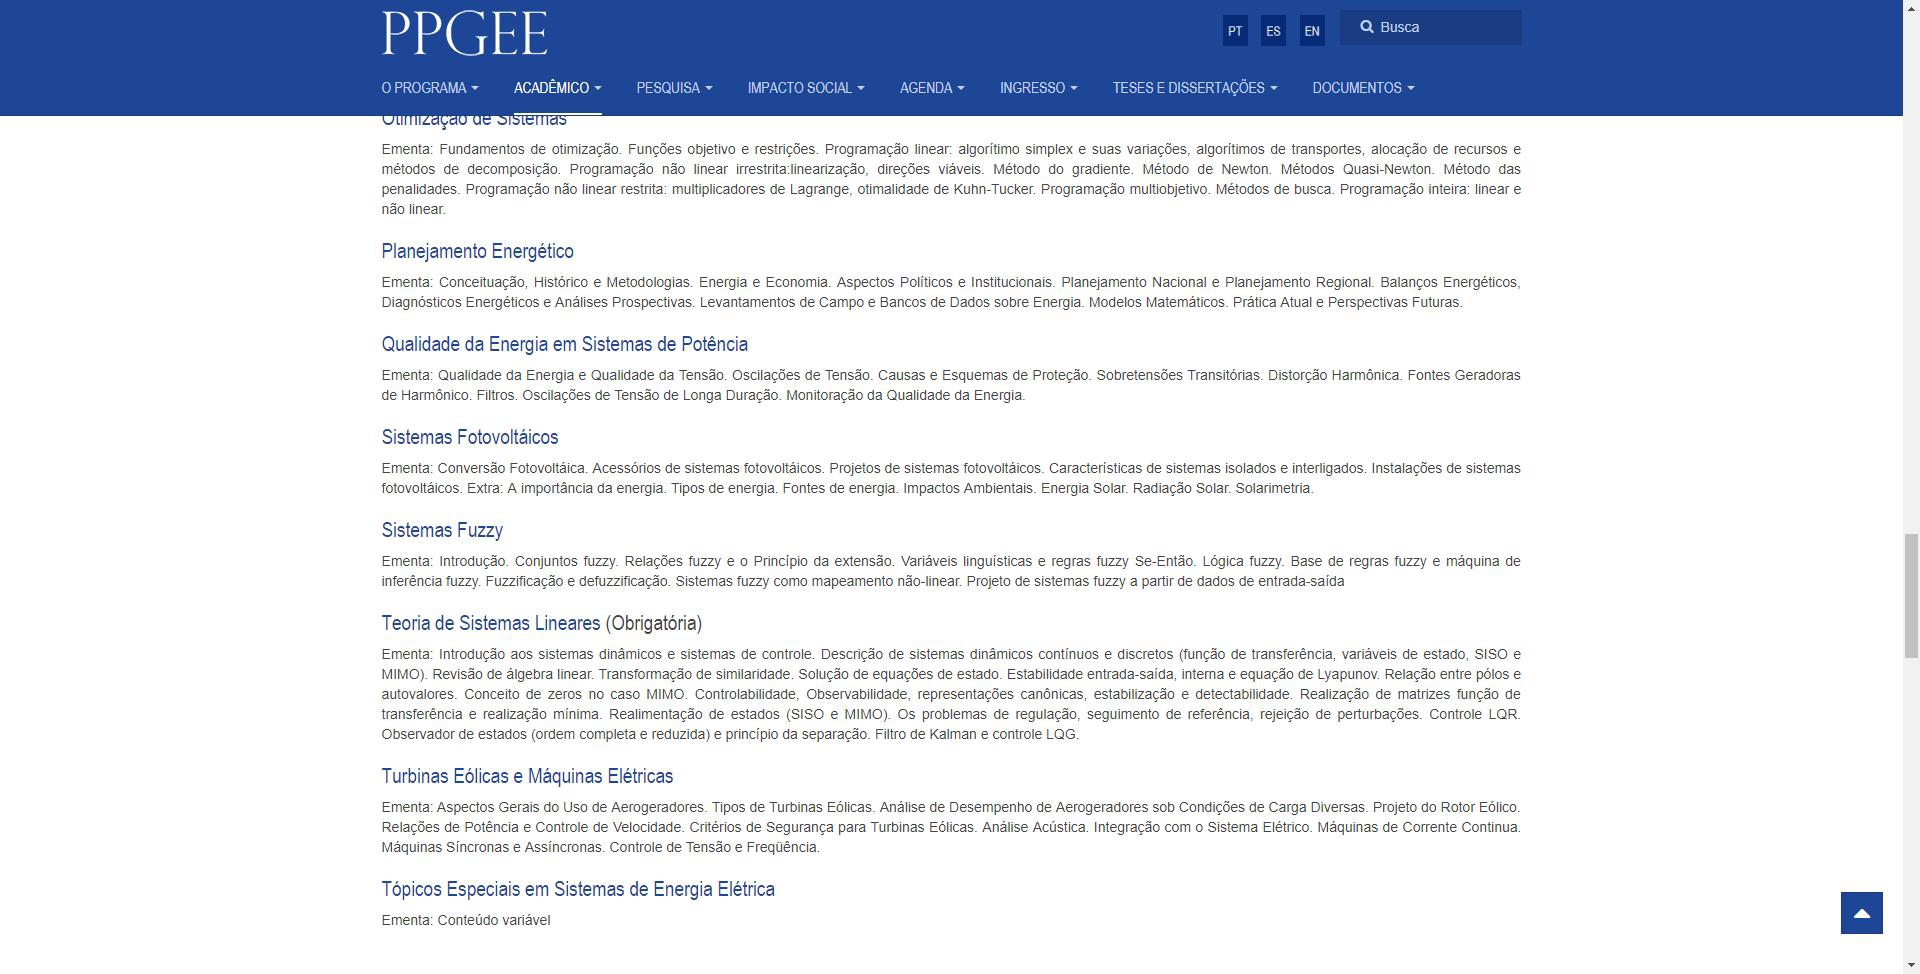 PPGEE
PT ES EN Busca
O PROGRAMA ACADÊMICO PESQUISA IMPACTO SOCIAL AGENDA INGRESSO TESES E DISSERTAÇÕES DOCUMENTOS
Otimização de Sistemas
Ementa: Fundamentos de otimização. Funções objetivo e restrições. Programação linear: algorítimo simplex e suas variações, algorítimos de transportes, alocação de recursos e
métodos de decomposição. Programação não linear irrestrita:linearização, direções viáveis. Método do gradiente. Método de Newton. Métodos Quasi-Newton. Método das
penalidades. Programação não linear restrita: multiplicadores de Lagrange, otimalidade de Kuhn-Tucker. Programação multiobjetivo. Métodos de busca. Programação inteira: linear e
não linear.
Planejamento Energético
Ementa: Conceituação, Histórico e Metodologias. Energia e Economia. Aspectos Políticos e Institucionais. Planejamento Nacional e Planejamento Regional. Balanços Energéticos,
Diagnósticos Energéticos e Análises Prospectivas. Levantamentos de Campo e Bancos de Dados sobre Energia. Modelos Matemáticos. Prática Atual e Perspectivas Futuras.
Qualidade da Energia em Sistemas de Potência
Ementa: Qualidade da Energia e Qualidade da Tensão. Oscilações de Tensão. Causas e Esquemas de Proteção. Sobretensões Transitórias. Distorção Harmônica. Fontes Geradoras
de Harmônico. Filtros. Oscilações de Tensão de Longa Duração. Monitoração da Qualidade da Energia.
Sistemas Fotovoltáicos
Ementa: Conversão Fotovoltáica. Acessórios de sistemas fotovoltáicos. Projetos de sistemas fotovoltáicos. Características de sistemas isolados e interligados. Instalações de sistemas
fotovoltáicos. Extra: A importância da energia. Tipos de energia. Fontes de energia. Impactos Ambientais. Energia Solar. Radiação Solar. Solarimetria.
Sistemas Fuzzy
Ementa: Introdução. Conjuntos fuzzy. Relações fuzzy e o Princípio da extensão. Variáveis linguísticas e regras fuzzy Se-Então. Lógica fuzzy. Base de regras fuzzy e máquina de
inferência fuzzy. Fuzzificação e defuzzificação. Sistemas fuzzy como mapeamento não-linear. Projeto de sistemas fuzzy a partir de dados de entrada-saída
Teoria de Sistemas Lineares (Obrigatória)
Ementa: Introdução aos sistemas dinâmicos e sistemas de controle. Descrição de sistemas dinâmicos contínuos e discretos (função de transferência, variáveis de estado, SISO e
MIMO). Revisão de álgebra linear. Transformação de similaridade. Solução de equações de estado. Estabilidade entrada-saída, interna e equação de Lyapunov. Relação entre pólos e
autovalores. Conceito de zeros no caso MIMO. Controlabilidade, Observabilidade, representações canônicas, estabilização e detectabilidade. Realização de matrizes função de
transferência e realização mínima. Realimentação de estados (SISO e MIMO). Os problemas de regulação, seguimento de referência, rejeição de perturbações. Controle LQR.
Observador de estados (ordem completa e reduzida) e princípio da separação. Filtro de Kalman e controle LQG.
Turbinas Eólicas e Máquinas Elétricas
Ementa: Aspectos Gerais do Uso de Aerogeradores. Tipos de Turbinas Eólicas. Análise de Desempenho de Aerogeradores sob Condições de Carga Diversas. Projeto do Rotor Eólico.
Relações de Potência e Controle de Velocidade. Critérios de Segurança para Turbinas Eólicas. Análise Acústica. Integração com o Sistema Elétrico. Máquinas de Corrente Continua.
Máquinas Síncronas e Assíncronas. Controle de Tensão e Freqüência.
Tópicos Especiais em Sistemas de Energia Elétrica
Ementa: Conteúdo variável